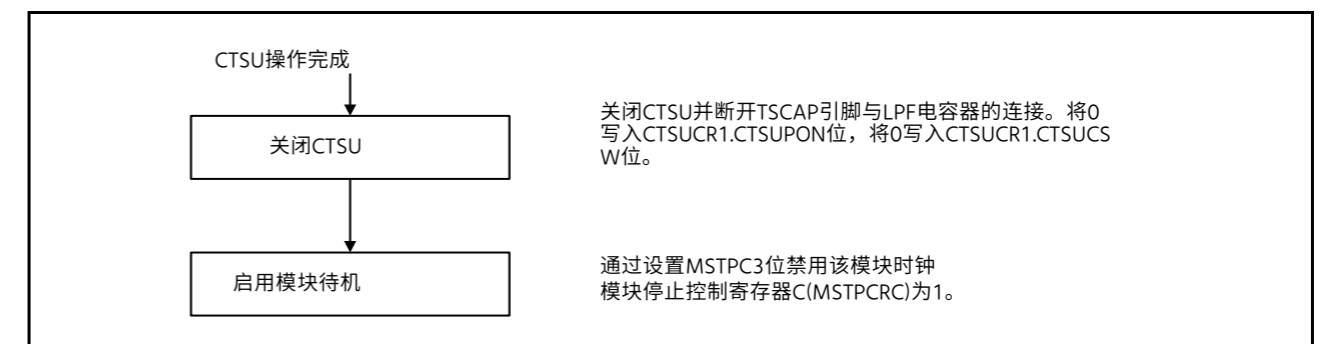 CTSU操作完成
关闭CTSU
关闭CTSU并断开TSCAP引脚与LPF电容器的连接。将0
写入CTSUCR1.CTSUPON位，将0写入CTSUCR1.CTSUCS
W位。
启用模块待机
通过设置MSTPC3位禁用该模块时钟
模块停止控制寄存器C(MSTPCRC)为1。